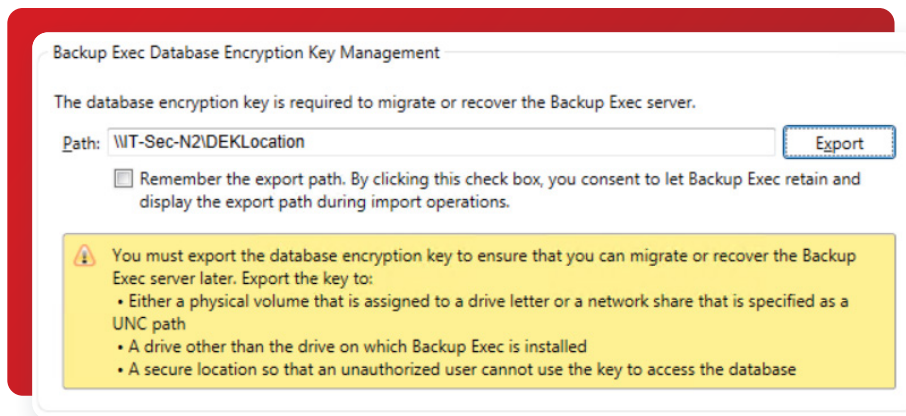 Backup Exec Database Encryption Key Management
The database encryption key is required to migrate or recover the Backup Exec server.
Path: \\IT-Sec-N2\DEKLocation Export
Remember the export path. By clicking this check box, you consent to let Backup Exec retain and
display the export path during import operations.
You must export the database encryption key to ensure that you can migrate or recover the Backup
Exec server later. Export the key to:
• Either a physical volume that is assigned to a drive letter or a network share that is specified as a
UNC path
• A drive other than the drive on which Backup Exec is installed
• A secure location so that an unauthorized user cannot use the key to access the database